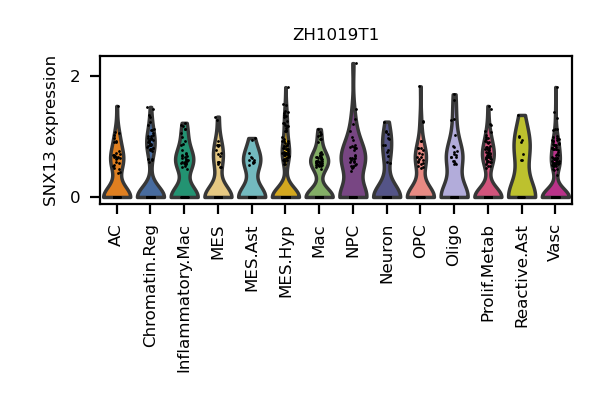 ZH1019T1
SNX13 expression
2
0
AC
Chromatin.Reg
Inflammatory.Mac
MES
MES.Ast
MES.Hyp
Mac
NPC
Neuron
OPC
Oligo
Prolif.Metab
Reactive.Ast
Vasc